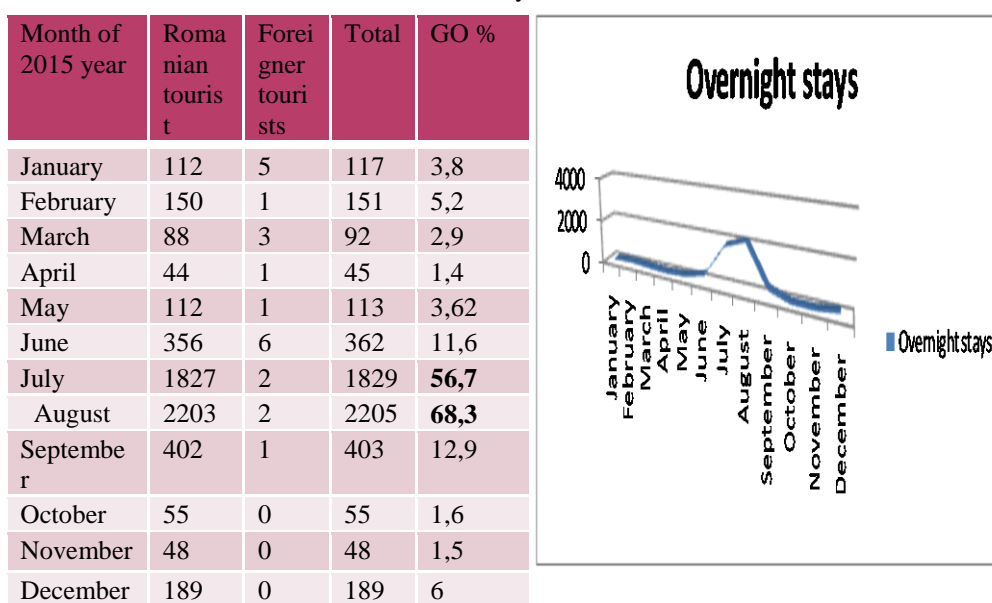 Month of 2015 year Roma nian touris t Forei gner touri sts Total GO %
January 112 5 117 3,8
February 150 1 151 5,2
March 88 3 92 2,9
April 44 1 45 1,4
May 112 1 113 3,62
June 356 6 362 11,6
July 1827 2 1829 56,7
August 2203 2 2205 68,3
Septembe r 402 1 403 12,9
October 55 0 55 1,6
November 48 0 48 1,5
December 189 0 189 6
Overnight stays
4000
2000
0
January
February
March
April
May
June
July
August
September
October
November
December
Overnight stays